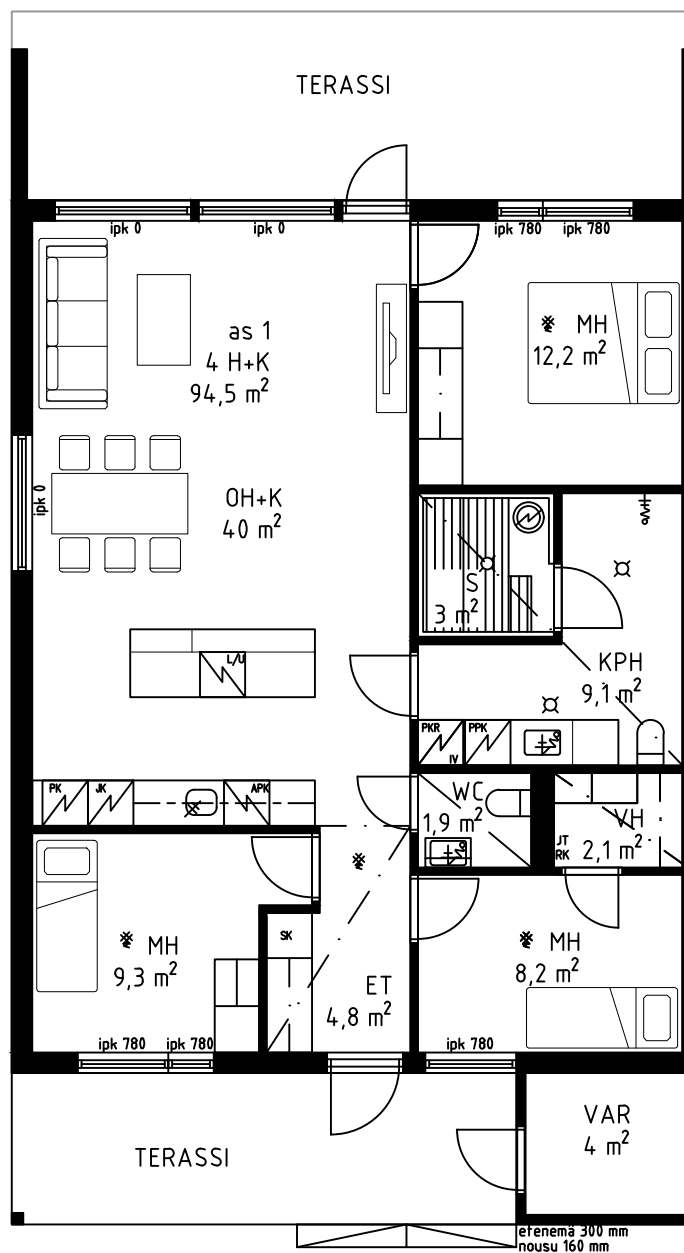 TERASSI
ipk 0
ipk 0
ipk 780
ipk 780
as 1
4 H+K
94,5 m²
MH
12,2 m²
ipk 0
OH+K
40 m²
S
3 m²
L/U
KPH
9,1 m²
PKR
IV
PPK
PK
JK
APK
WC
1,9 m²
VH
2,1 m²
JT
RK
MH
9,3 m²
SK
ET
4,8 m²
MH
8,2 m²
ipk 780
ipk 780
ipk 780
TERASSI
VAR
4 m²
etenemä 300 mm
nousu 160 mm